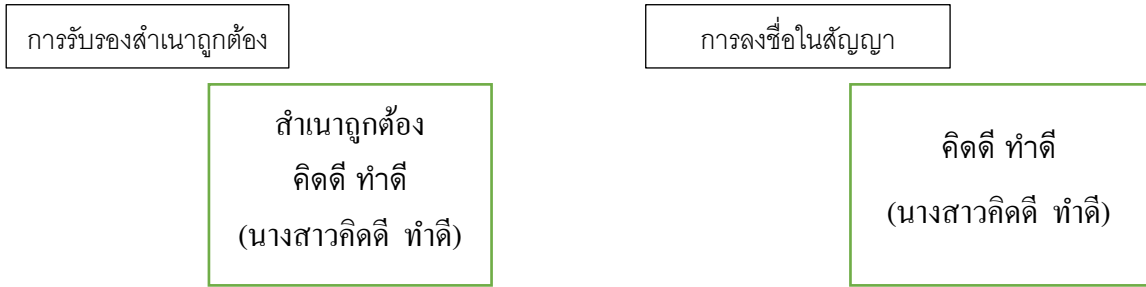 การรับรองสำเนาถูกต้อง
สำเนาถูกต้อง
คิดดี ทำดี
(นางสาวคิดดี ทำดี)
การลงชื่อในสัญญา
คิดดี ทำดี
(นางสาวคิดดี ทำดี)